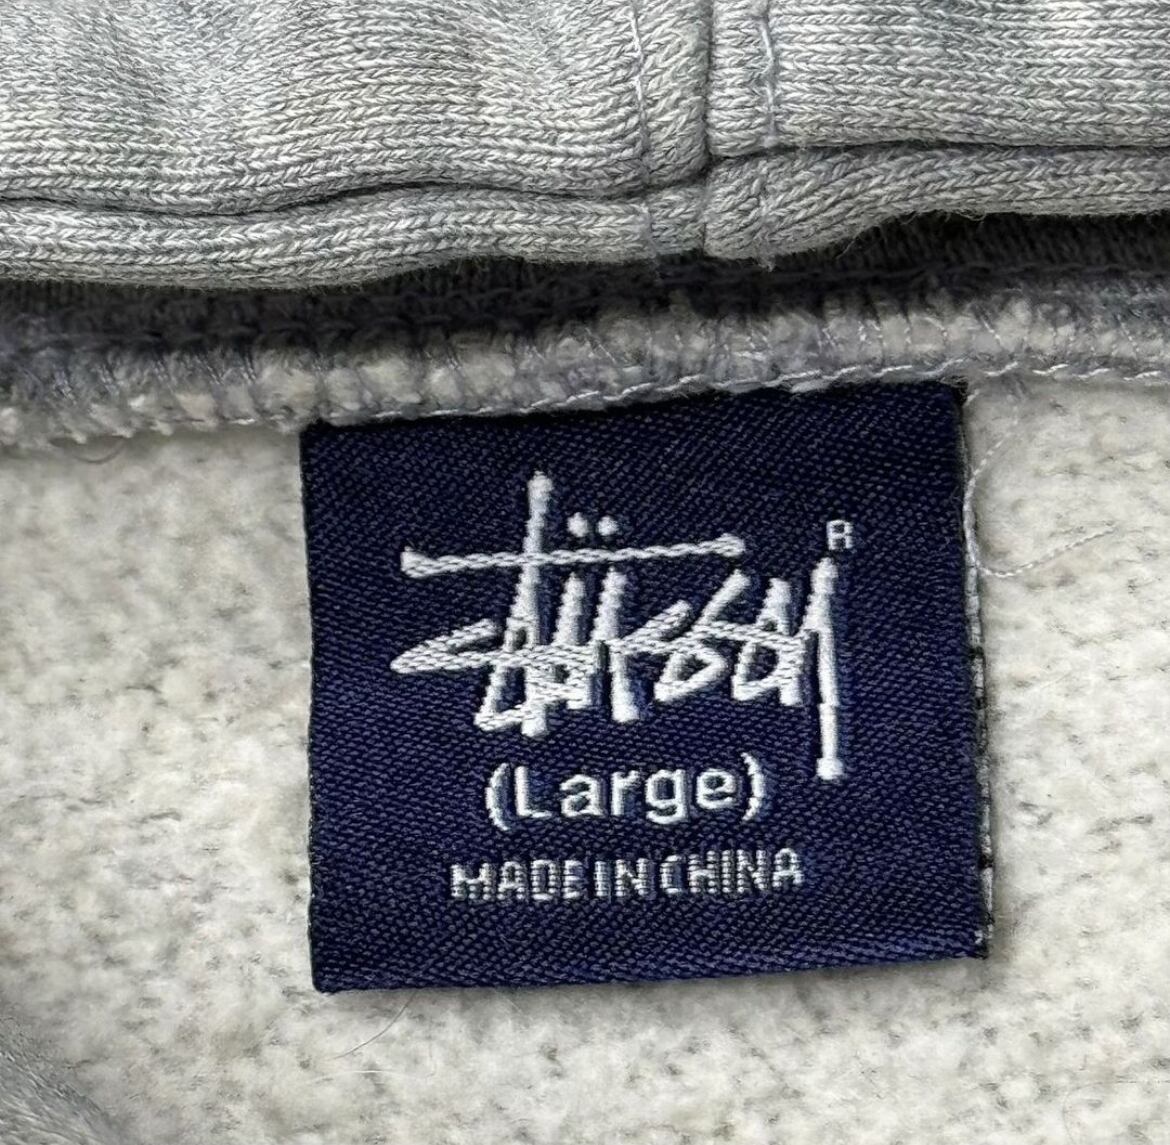 Stüssy
R
(Large)
MADE IN CHINA